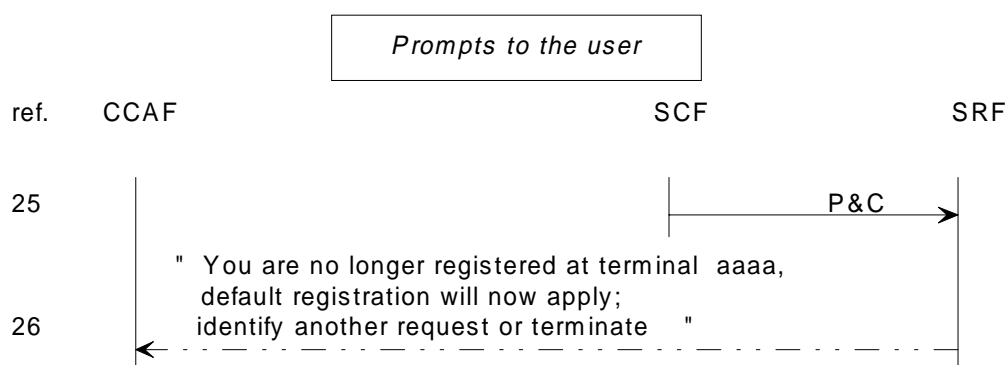 Prompts to the user
ref. CCAF SCF SRF
25 P&C
" You are no longer registered at terminal aaaa,
default registration will now apply;
26 identify another request or terminate "